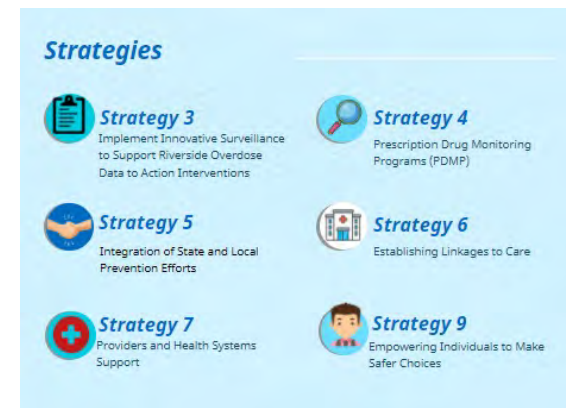 Strategies
Strategy 3
Implement Innovative Surveillance
to Support Riverside Overdose
Data to Action Interventions
Strategy 4
Prescription Drug Monitoring
Programs (PDMP)
Strategy 5
Integration of State and Local
Prevention Efforts
Strategy 6
Establishing Linkages to Care
Strategy 7
Providers and Health Systems
Support
Strategy 9
Empowering Individuals to Make
Safer Choices